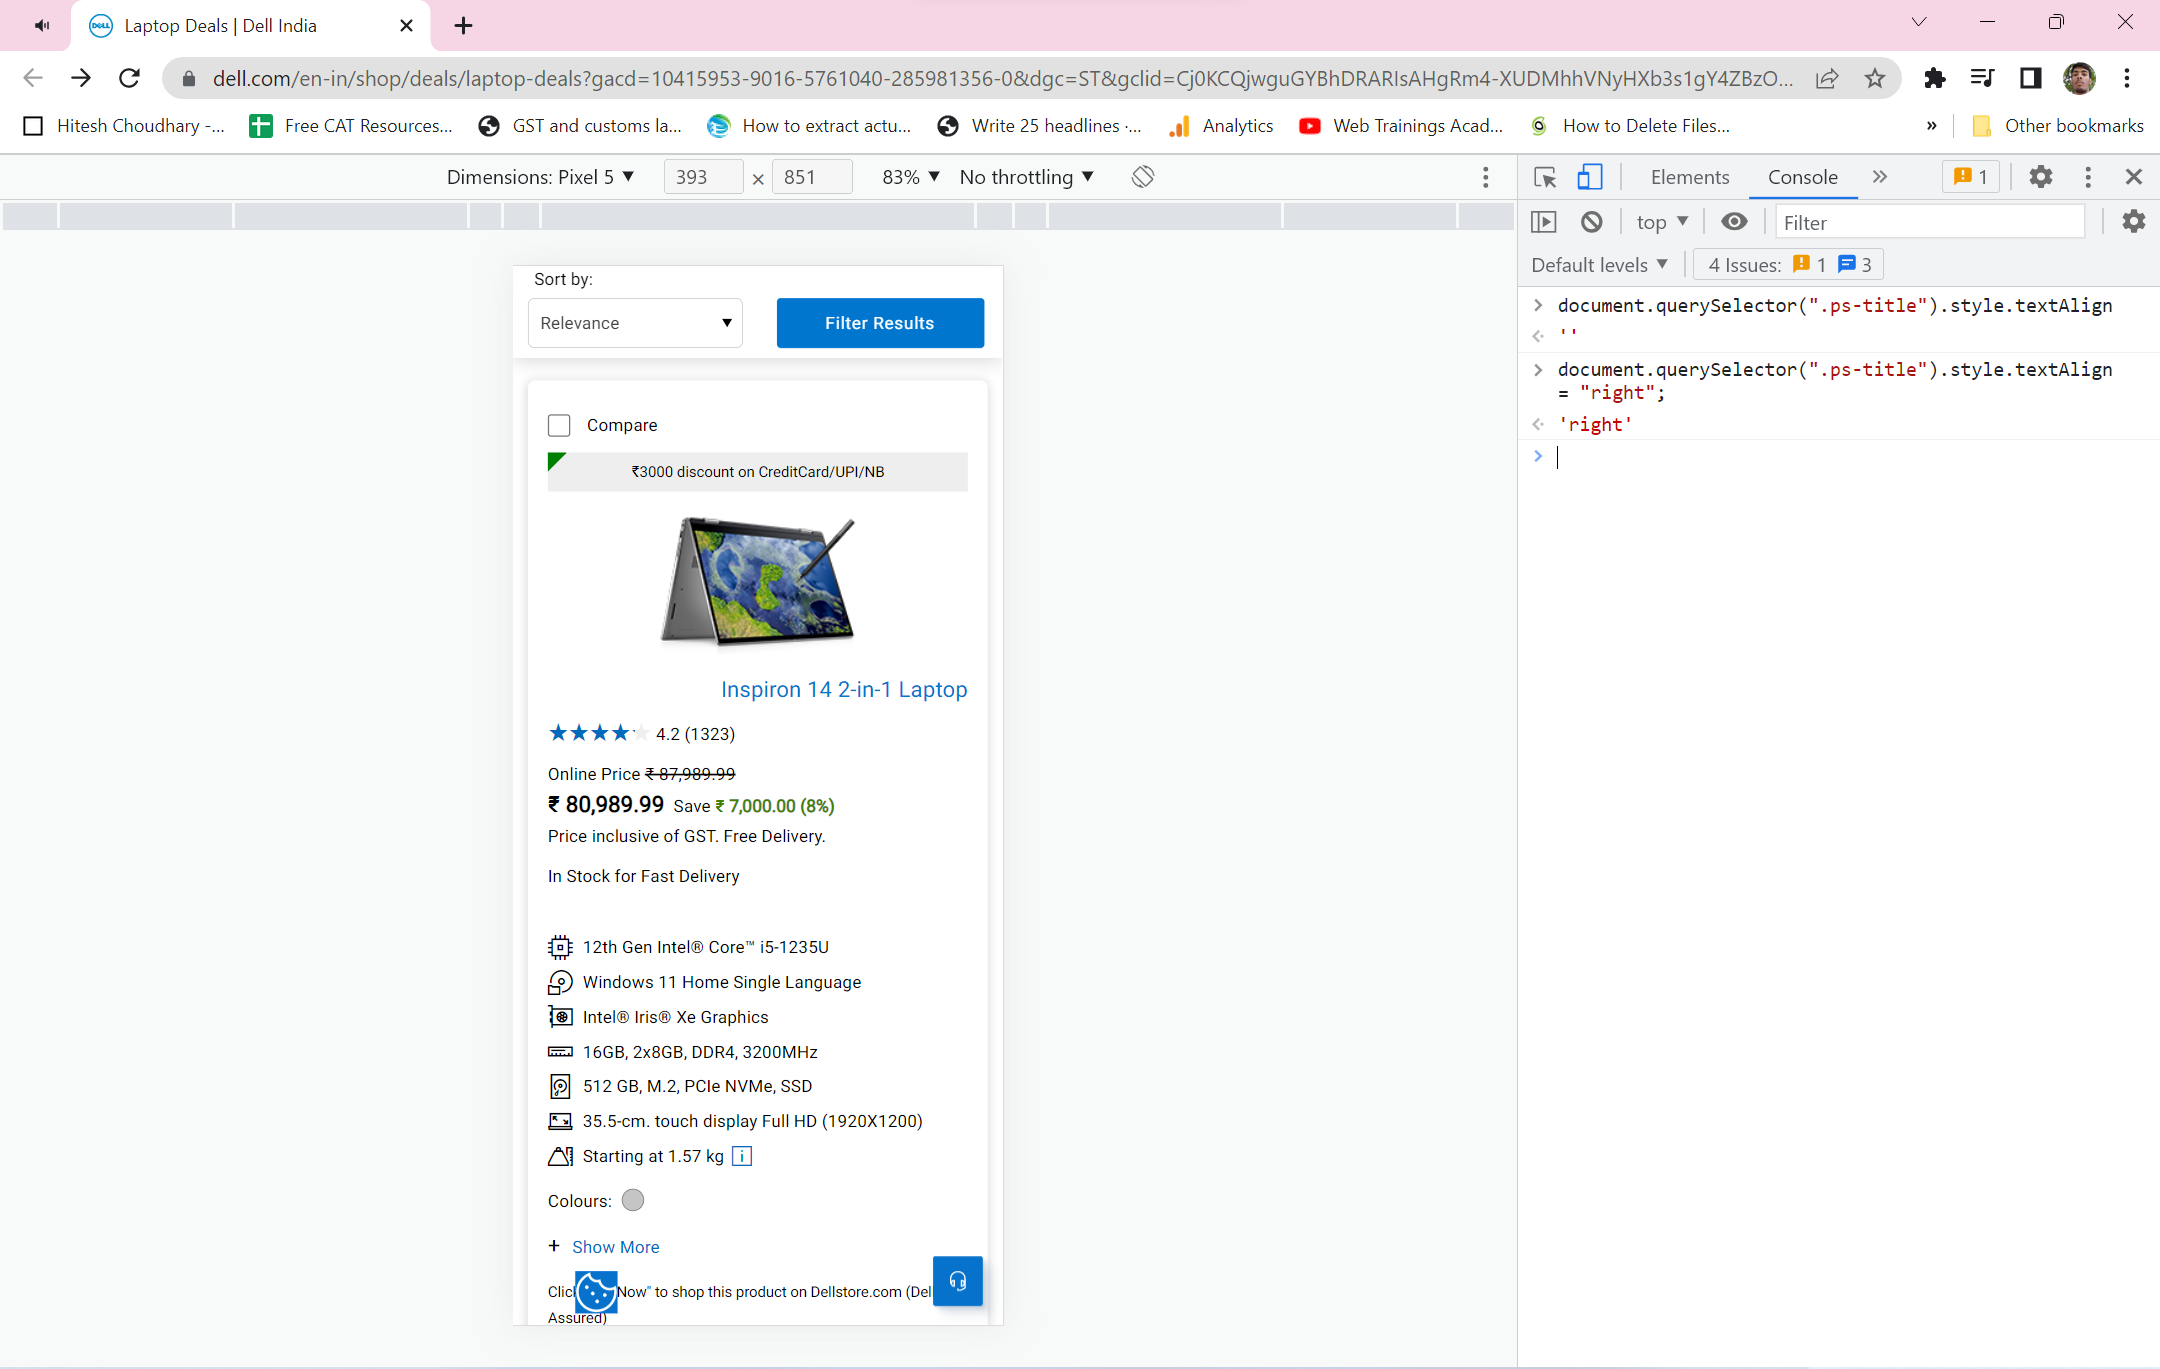 Laptop Deals | Dell India
dell.com/en-in/shop/deals/laptop-deals?gacd=10415953-9016-5761040-285981356-0&dgc=ST&gclid=Cj0KCQjwguGYBhDRARIsAHgRm4-XUDMhhVNyHXb3s1gY4ZBzO...
Hitesh Choudhary -... Free CAT Resources... GST and customs la... How to extract actu... Write 25 headlines -... Analytics Web Trainings Acad... How to Delete Files... » Other bookmarks
Dimensions: Pixel 5 393 × 851 83% No throttling
Elements Console 1
top Filter
Default levels 4 Issues: 1 3
document.querySelector(".ps-title").style.textAlign
''
document.querySelector(".ps-title").style.textAlign
= "right";
'right'
Sort by:
Relevance Filter Results
Compare
₹3000 discount on CreditCard/UPI/NB
Inspiron 14 2-in-1 Laptop
4.2 (1323)
Online Price ₹ 87,989.99
₹ 80,989.99 Save ₹ 7,000.00 (8%)
Price inclusive of GST. Free Delivery.
In Stock for Fast Delivery
12th Gen Intel® Core™ i5-1235U
Windows 11 Home Single Language
Intel® Iris® Xe Graphics
16GB, 2x8GB, DDR4, 3200MHz
512 GB, M.2, PCIe NVMe, SSD
35.5-cm. touch display Full HD (1920X1200)
Starting at 1.57 kg i
Colours:
+ Show More
Clic Now" to shop this product on Dellstore.com (Del
Assured)